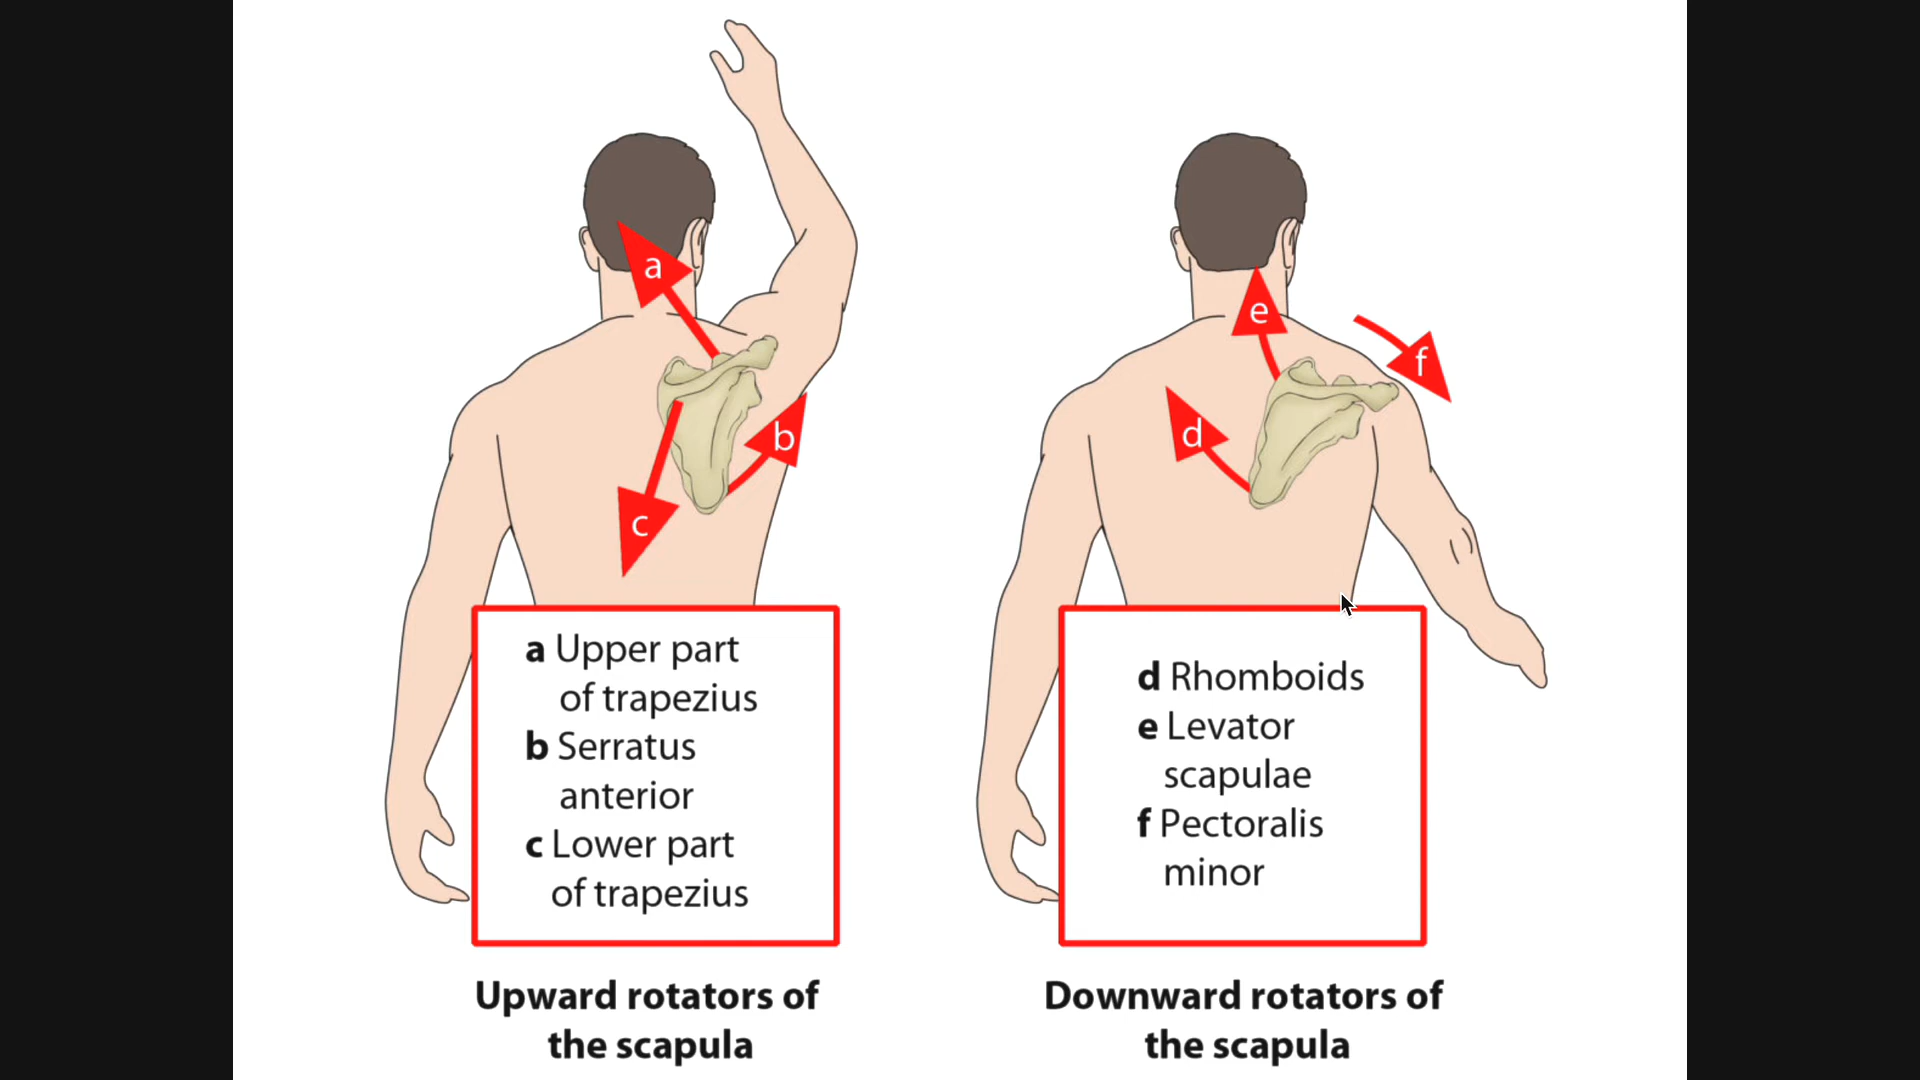 a
b
c
e
f
d
a Upper part
of trapezius
b Serratus
anterior
c Lower part
of trapezius
d Rhomboids
e Levator
scapulae
f Pectoralis
minor
Upward rotators of
the scapula
Downward rotators of
the scapula